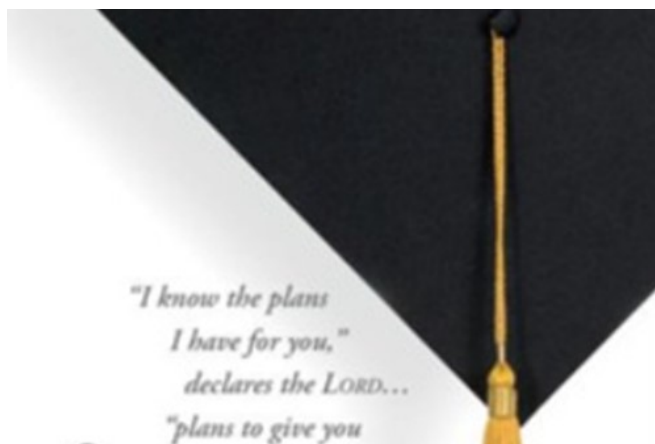 “I know the plans
I have for you,”
declares the LORD…
“plans to give you